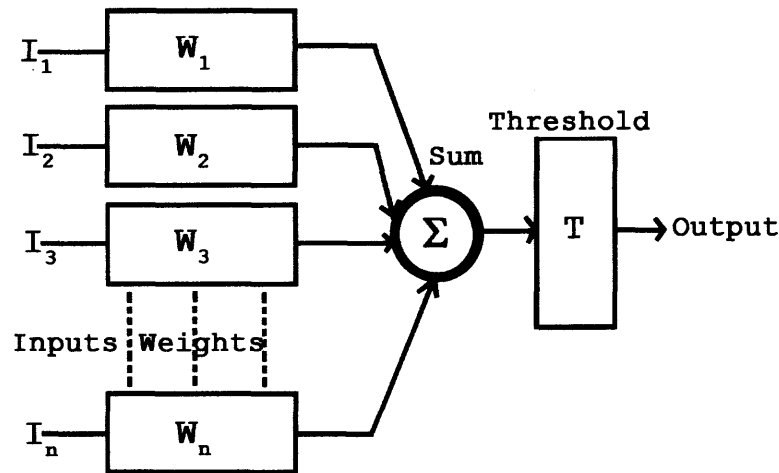 I₁ W₁
Threshold
I₂ W₂ Sum
I₃ W₃ Σ T Output
Inputs Weights
Iₙ Wₙ